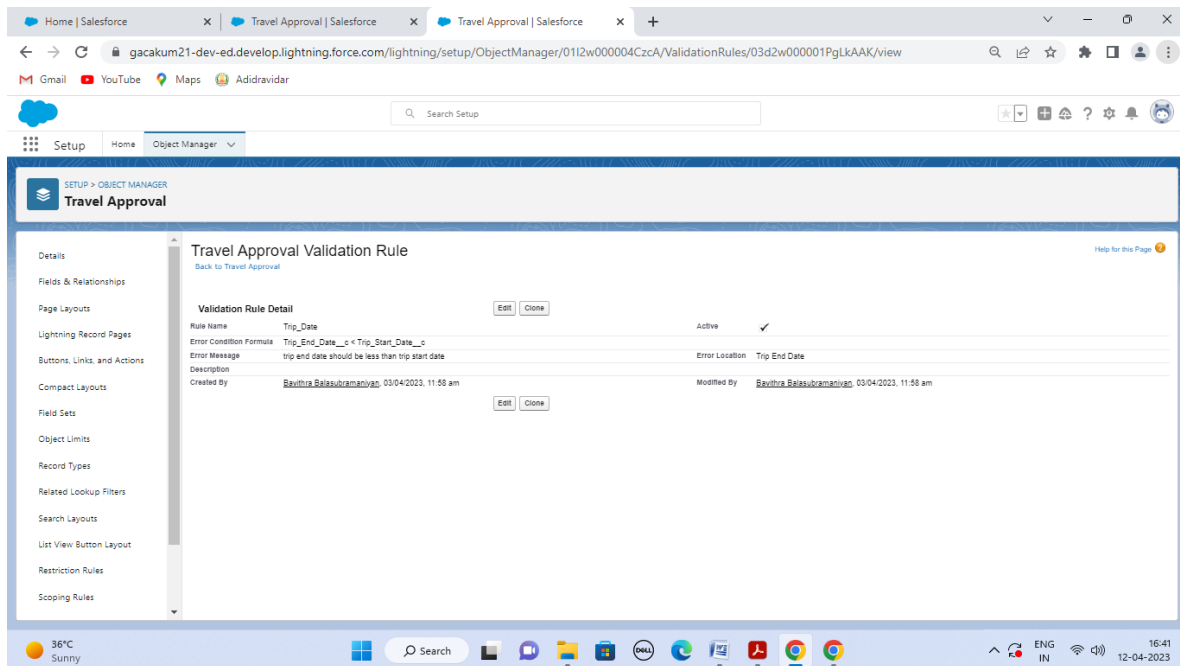 Home | Salesforce
Travel Approval | Salesforce
Travel Approval | Salesforce
gacakum21-dev-ed.develop.lightning.force.com/lightning/setup/ObjectManager/01I2w000004CzcA/ValidationRules/03d2w000001PgLkAAK/view
Gmail YouTube Maps Adidravidar
Search Setup
Setup Home Object Manager
SETUP > OBJECT MANAGER
Travel Approval
Details
Fields & Relationships
Page Layouts
Lightning Record Pages
Buttons, Links, and Actions
Compact Layouts
Field Sets
Object Limits
Record Types
Related Lookup Filters
Search Layouts
List View Button Layout
Restriction Rules
Scoping Rules
Travel Approval Validation Rule
Help for this Page
Back to Travel Approval
Validation Rule Detail Edit Clone
Rule Name Trip_Date Active
Error Condition Formula Trip_End_Date__c < Trip_Start_Date__c
Error Message trip end date should be less than trip start date Error Location Trip End Date
Description
Created By Bavithra Balasubramaniyan, 03/04/2023, 11:58 am Modified By Bavithra Balasubramaniyan, 03/04/2023, 11:58 am
Edit Clone
36°C
Sunny
Search
DELL
ENG
IN
16:41
12-04-2023